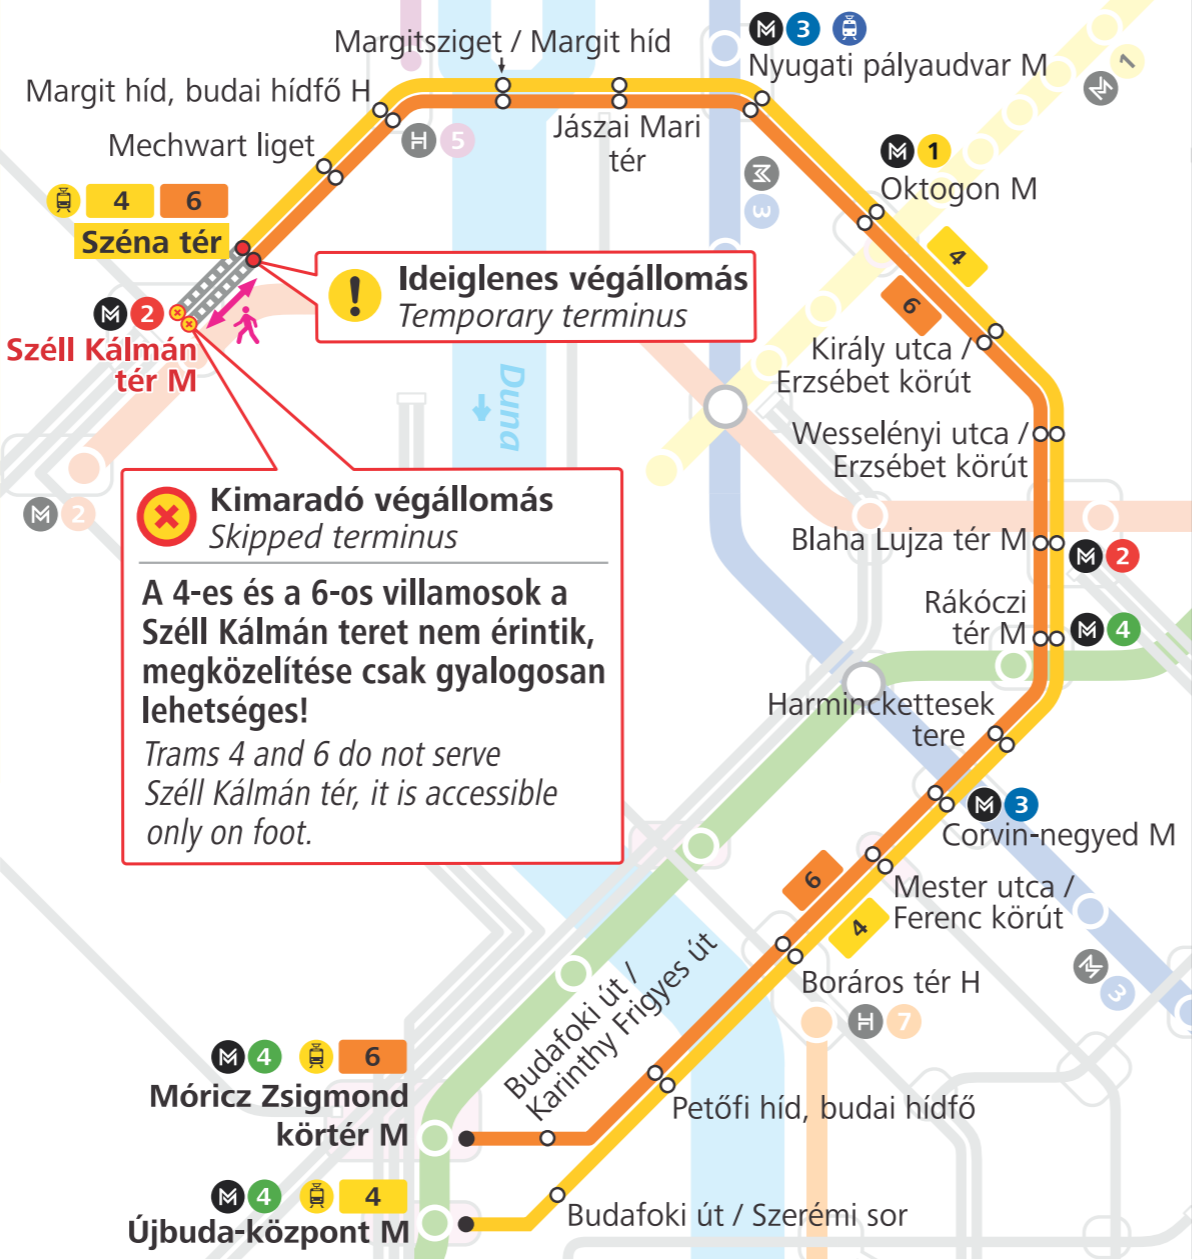 Margitsziget / Margit híd
M 3
Nyugati pályaudvar M
Margit híd, budai hídfő H
H 5
Jászai Mari
tér
Mechwart liget
M 3
M 1
M 1
Oktogon M
4 6
Széna tér
4
6
! Ideiglenes végállomás
Temporary terminus
M 2
Széll Kálmán
tér M
Király utca /
Erzsébet körút
Duna
Wesselényi utca /
Erzsébet körút
M 2
Kimaradó végállomás
Skipped terminus
A 4-es és a 6-os villamosok a
Széll Kálmán teret nem érintik,
megközelítése csak gyalogosan
lehetséges!
Trams 4 and 6 do not serve
Széll Kálmán tér, it is accessible
only on foot.
Blaha Lujza tér M
M 2
Rákóczi
tér M
M 4
Harminckettesek
tere
M 3
Corvin-negyed M
6
4
Mester utca /
Ferenc körút
M 3
Boráros tér H
H 7
Budafoki út /
Karinthy Frigyes út
M 4 6
Móricz Zsigmond
körtér M
Petőfi híd, budai hídfő
M 4 4
Újbuda-központ M
Budafoki út / Szerémi sor